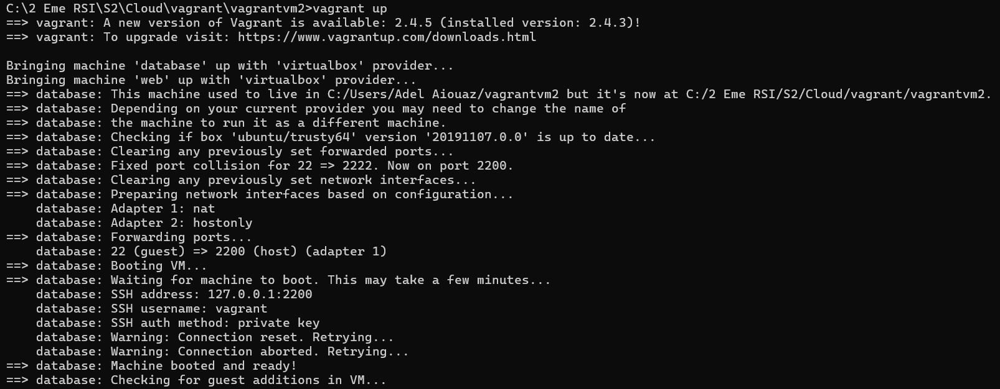 C:\2 Eme RSI\S2\Cloud\vagrant\vagrantvm2>vagrant up
==> vagrant: A new version of Vagrant is available: 2.4.5 (installed version: 2.4.3)!
==> vagrant: To upgrade visit: https://www.vagrantup.com/downloads.html

Bringing machine 'database' up with 'virtualbox' provider...
Bringing machine 'web' up with 'virtualbox' provider...
==> database: This machine used to live in C:/Users/Adel Aiouaz/vagrantvm2 but it's now at C:/2 Eme RSI/S2/Cloud/vagrant/vagrantvm2.
==> database: Depending on your current provider you may need to change the name of
==> database: the machine to run it as a different machine.
==> database: Checking if box 'ubuntu/trusty64' version '20191107.0.0' is up to date...
==> database: Clearing any previously set forwarded ports...
==> database: Fixed port collision for 22 => 2222. Now on port 2200.
==> database: Clearing any previously set network interfaces...
==> database: Preparing network interfaces based on configuration...
    database: Adapter 1: nat
    database: Adapter 2: hostonly
==> database: Forwarding ports...
    database: 22 (guest) => 2200 (host) (adapter 1)
==> database: Booting VM...
==> database: Waiting for machine to boot. This may take a few minutes...
    database: SSH address: 127.0.0.1:2200
    database: SSH username: vagrant
    database: SSH auth method: private key
    database: Warning: Connection reset. Retrying...
    database: Warning: Connection aborted. Retrying...
==> database: Machine booted and ready!
==> database: Checking for guest additions in VM...